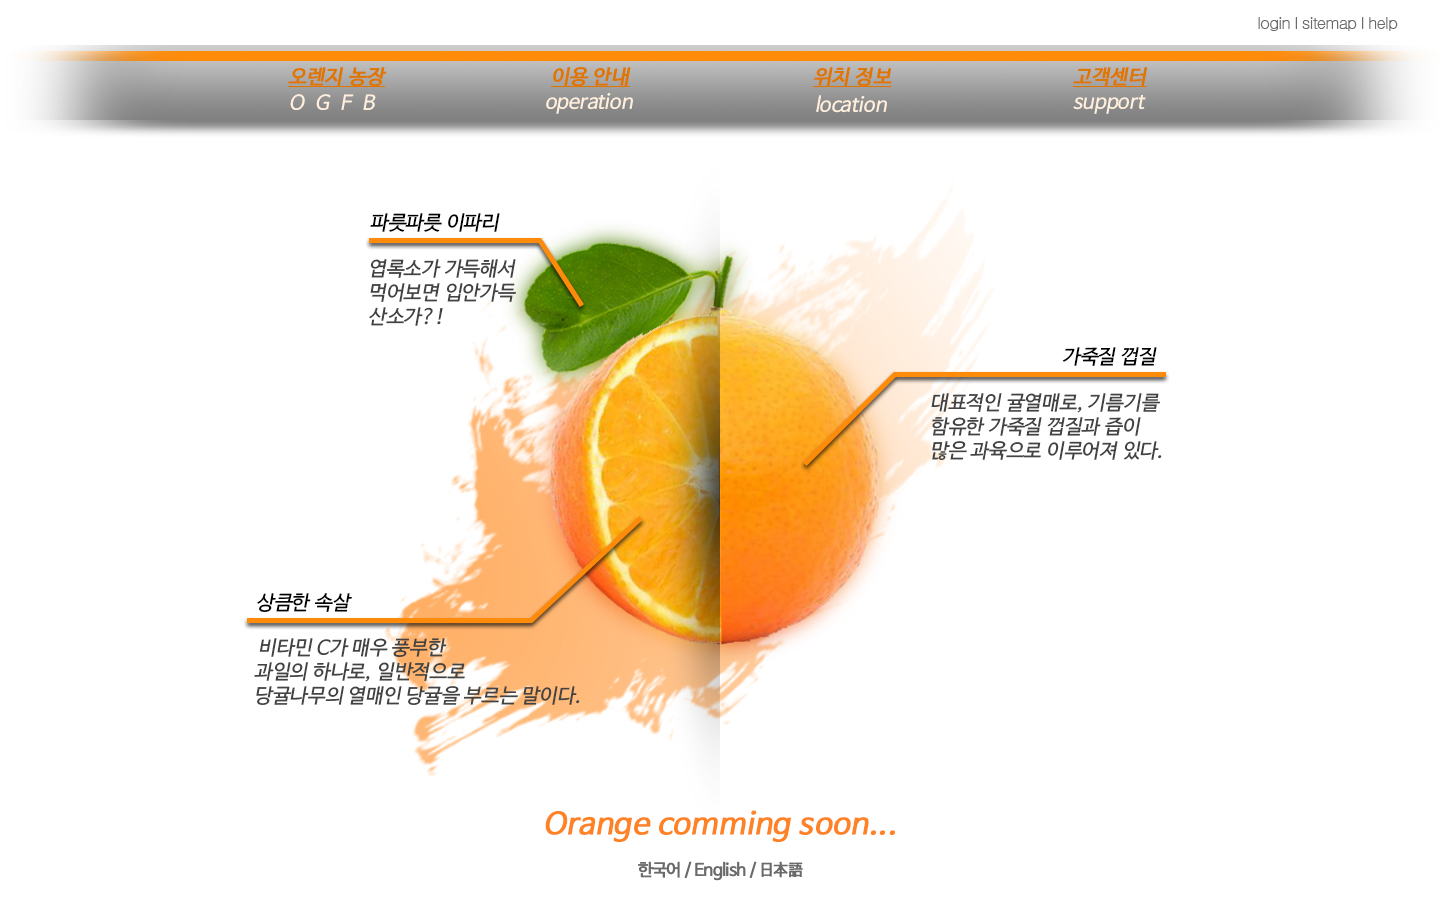 login | sitemap | help
오렌지 농장 이용 안내 위치 정보 고객센터
O G F B operation location support
파릇파릇 이파리
엽록소가 가득해서
먹어보면 입안가득
산소가?!
가죽질 껍질
대표적인 귤열매로, 기름기를
함유한 가죽질 껍질과 즙이
많은 과육으로 이루어져 있다.
상큼한 속살
비타민 C가 매우 풍부한
과일의 하나로, 일반적으로
당귤나무의 열매인 당귤을 부르는 말이다.
Orange comming soon...
한국어 / English / 日本語